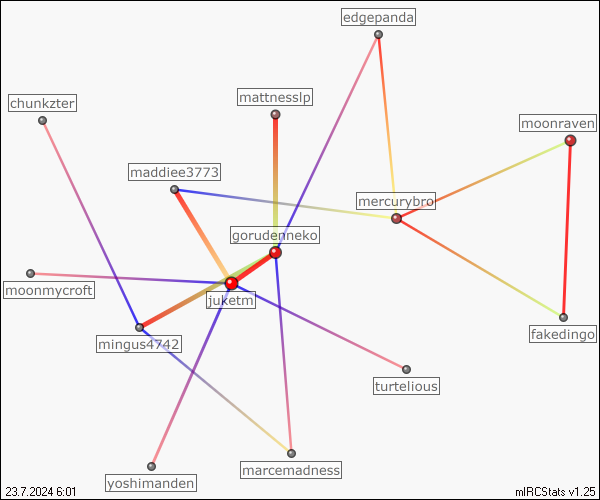 edgepanda
chunkzter
mattnesslp
moonraven
maddiee3773
mercurybro
gorudenneko
moonmycroft
juketm
mingus4742
fakedingo
turtelious
marcemadness
yoshimanden
23.7.2024 6:01
mIRCStats v1.25